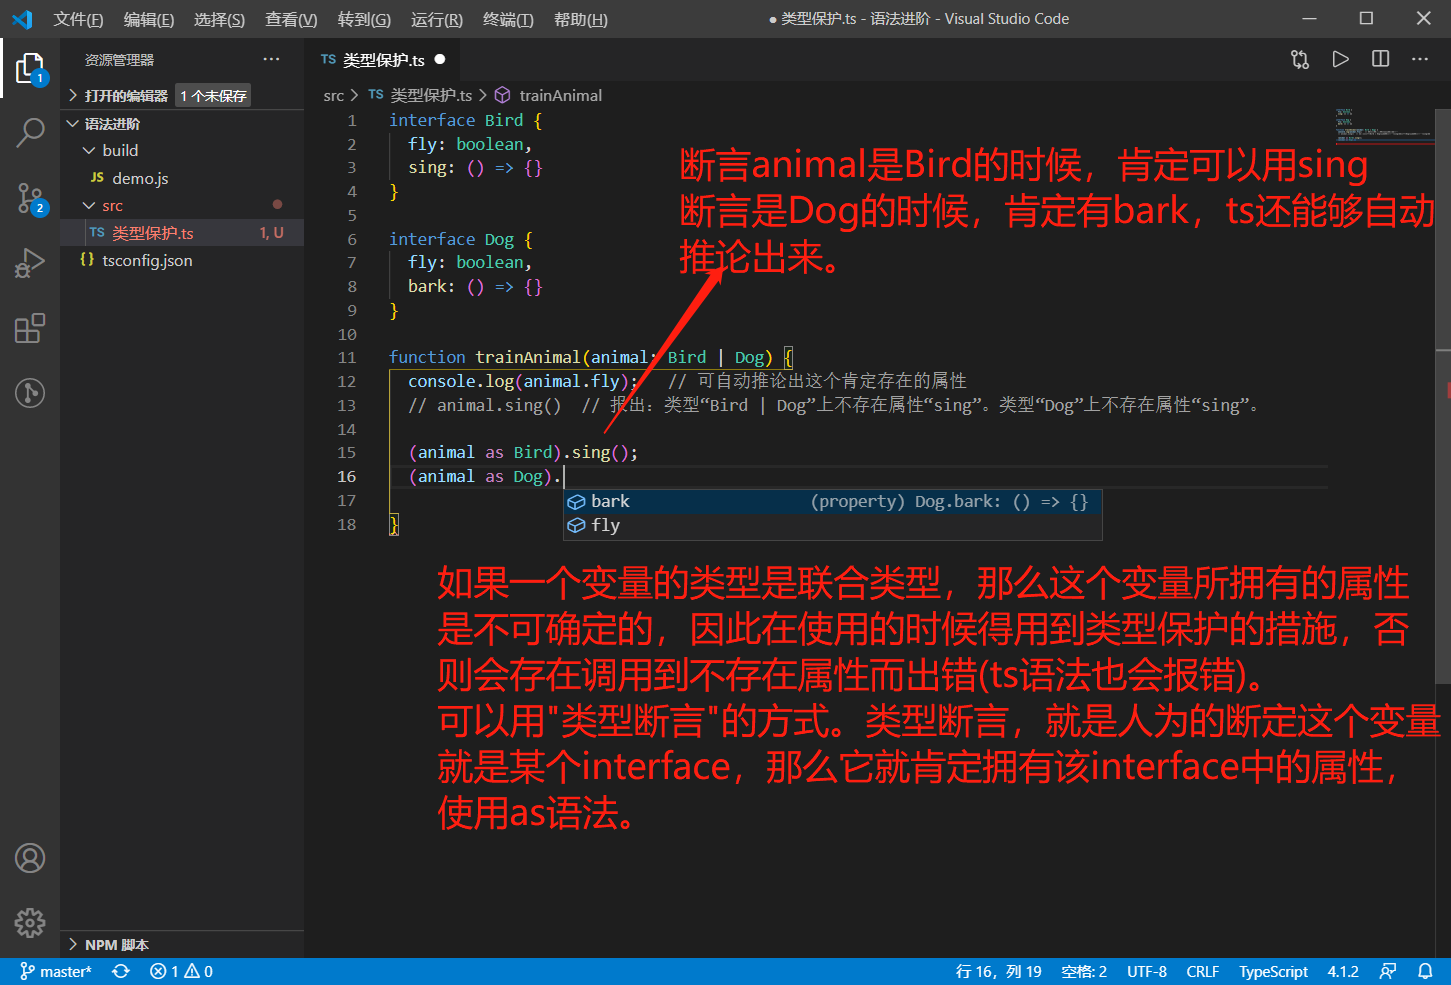 文件(F) 编辑(E) 选择(S) 查看(V) 转到(G) 运行(R) 终端(T) 帮助(H) ● 类型保护.ts - 语法进阶 - Visual Studio Code
资源管理器 ···
打开的编辑器 1 个未保存
语法进阶
build
JS demo.js
src
TS 类型保护.ts 1, U
{} tsconfig.json
NPM 脚本
1
2
TS 类型保护.ts ●
src > TS 类型保护.ts > trainAnimal
1 interface Bird {
2 fly: boolean,
3 sing: () => {}
4 }
5
6 interface Dog {
7 fly: boolean,
8 bark: () => {}
9 }
10
11 function trainAnimal(animal: Bird | Dog) {
12 console.log(animal.fly); // 可自动推论出这个肯定存在的属性
13 // animal.sing() // 报出：类型“Bird | Dog”上不存在属性“sing”。类型“Dog”上不存在属性“sing”。
14
15 (animal as Bird).sing();
16 (animal as Dog).
17
18 }
bark (property) Dog.bark: () => {}
fly
断言animal是Bird的时候，肯定可以用sing
断言是Dog的时候，肯定有bark，ts还能够自动
推论出来。
如果一个变量的类型是联合类型，那么这个变量所拥有的属性
是不可确定的，因此在使用的时候得用到类型保护的措施，否
则会存在调用到不存在属性而出错(ts语法也会报错)。
可以用"类型断言"的方式。类型断言，就是人为的断定这个变量
就是某个interface，那么它就肯定拥有该interface中的属性，
使用as语法。
master* 1 0 行 16，列 19 空格: 2 UTF-8 CRLF TypeScript 4.1.2